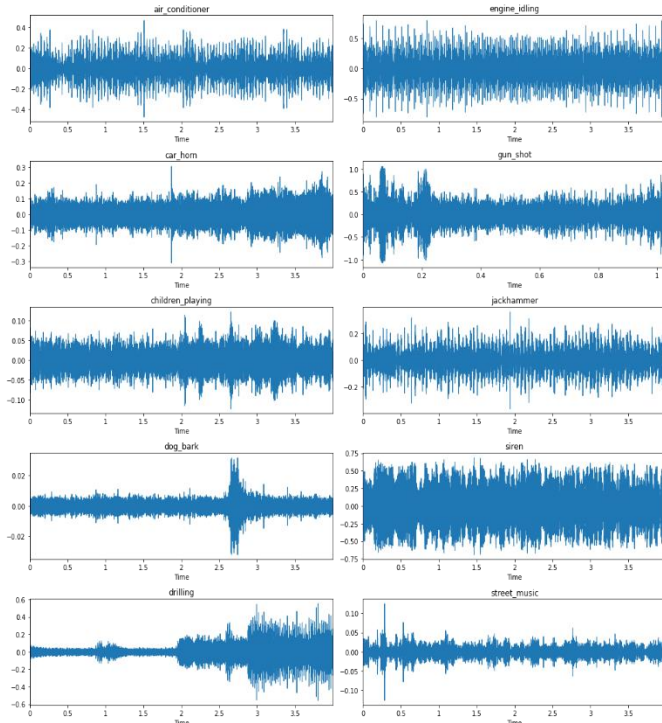 air_conditioner
0.4
0.2
0.0
−0.2
−0.4
0 0.5 1 1.5 2 2.5 3 3.5
Time
engine_idling
0.5
0.0
−0.5
0 0.5 1 1.5 2 2.5 3 3.5
Time
car_horn
0.3
0.2
0.1
0.0
−0.1
−0.2
−0.3
0 0.5 1 1.5 2 2.5 3 3.5
Time
gun_shot
1.0
0.5
0.0
−0.5
−1.0
0 0.2 0.4 0.6 0.8 1
Time
children_playing
0.10
0.05
0.00
−0.05
−0.10
0 0.5 1 1.5 2 2.5 3 3.5
Time
jackhammer
0.2
0.0
−0.2
0 0.5 1 1.5 2 2.5 3 3.5
Time
dog_bark
0.02
0.00
−0.02
0 0.5 1 1.5 2 2.5 3 3.5
Time
siren
0.75
0.50
0.25
0.00
−0.25
−0.50
−0.75
0 0.5 1 1.5 2 2.5 3 3.5
Time
drilling
0.6
0.4
0.2
0.0
−0.2
−0.4
−0.6
0 0.5 1 1.5 2 2.5 3 3.5
Time
street_music
0.10
0.05
0.00
−0.05
−0.10
0 0.5 1 1.5 2 2.5 3 3.5
Time